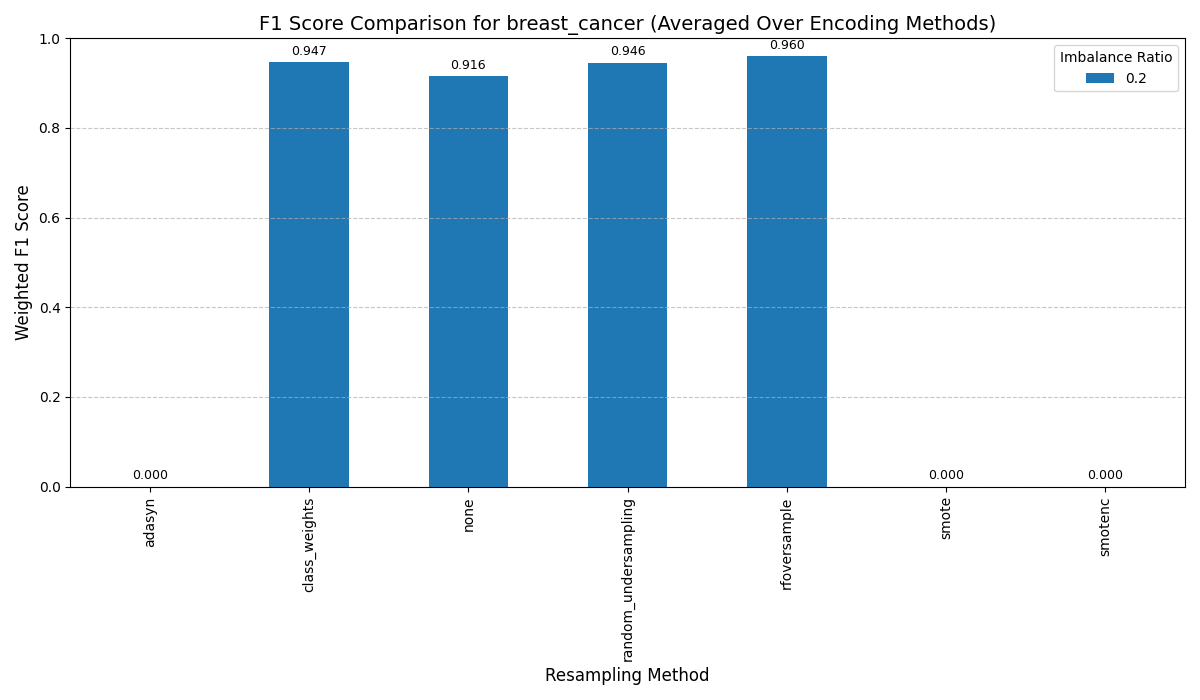 F1 Score Comparison for breast_cancer (Averaged Over Encoding Methods)
Weighted F1 Score
1.0
0.8
0.6
0.4
0.2
0.0
0.000
0.947
0.916
0.946
0.960
0.000
0.000
Imbalance Ratio
0.2
adasyn
class_weights
none
random_undersampling
rfoversample
smote
smotenc
Resampling Method